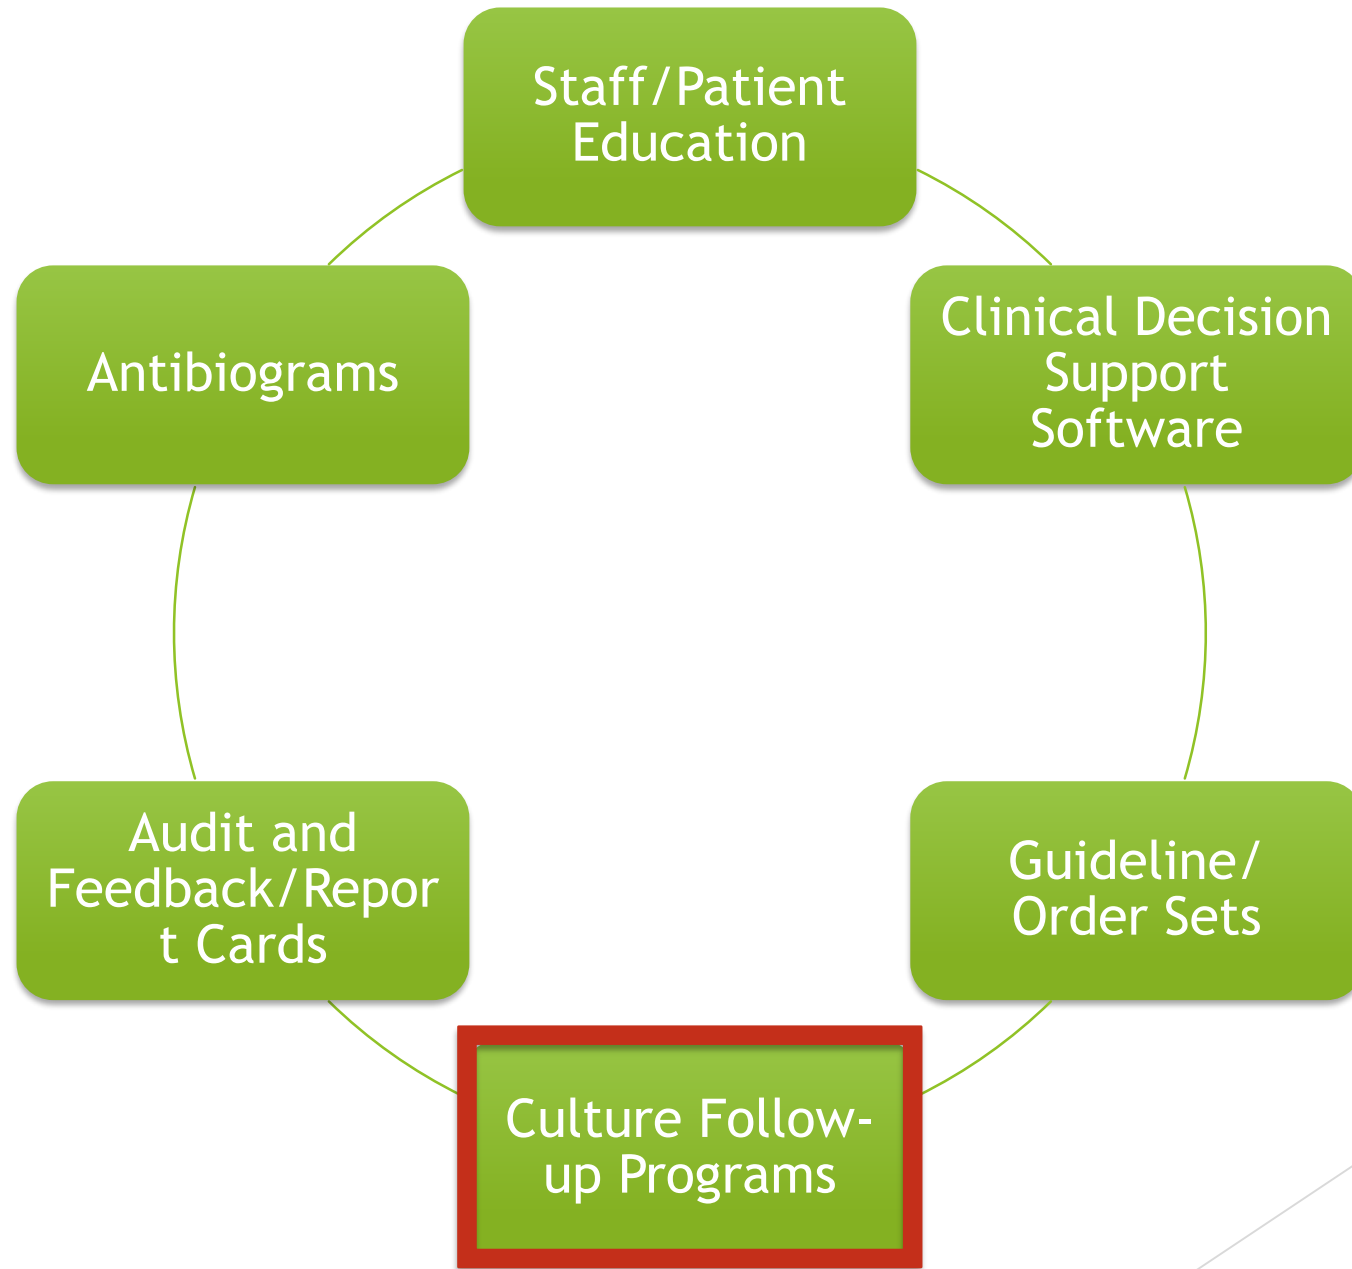 Staff/Patient
Education
Clinical Decision
Support
Software
Guideline/
Order Sets
Culture Follow-
up Programs
Audit and
Feedback/Repor
t Cards
Antibiograms